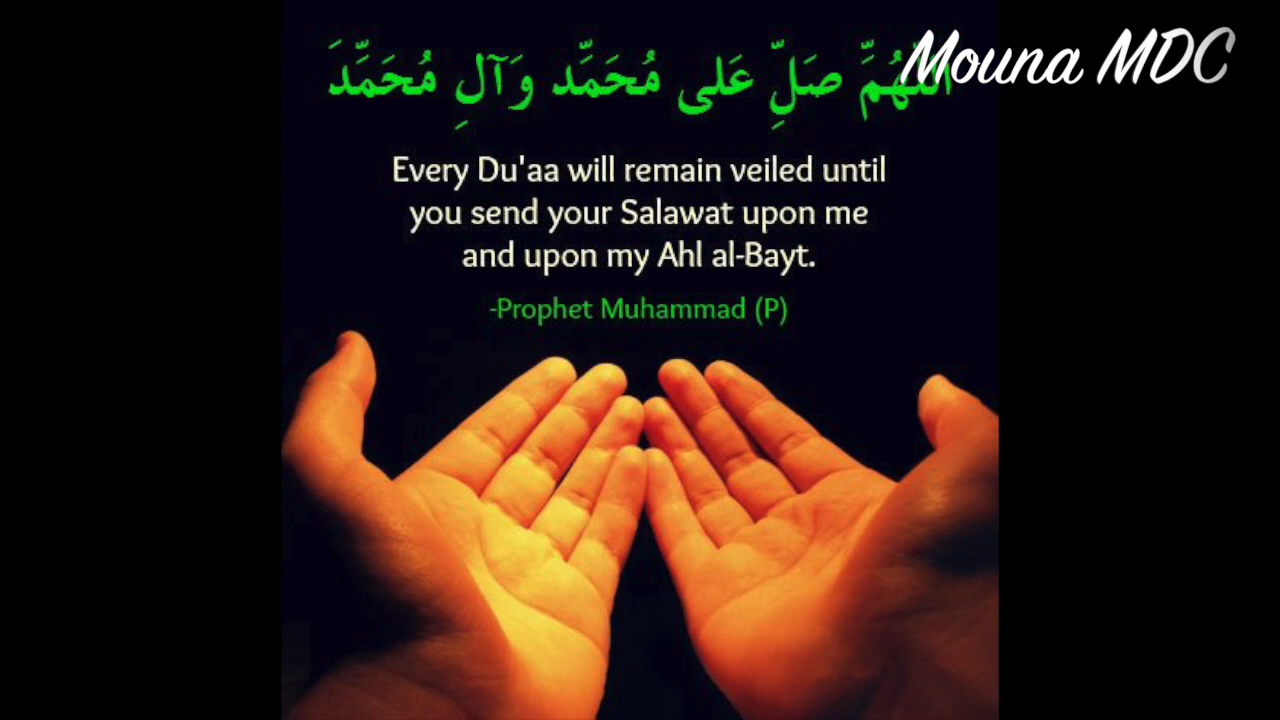 اللّهُمَّ صَلِّ عَلى مُحَمَّد وَآلِ مُحَمَّدَ
Mouna MDC
Every Du'aa will remain veiled until
you send your Salawat upon me
and upon my Ahl al-Bayt.
-Prophet Muhammad (P)